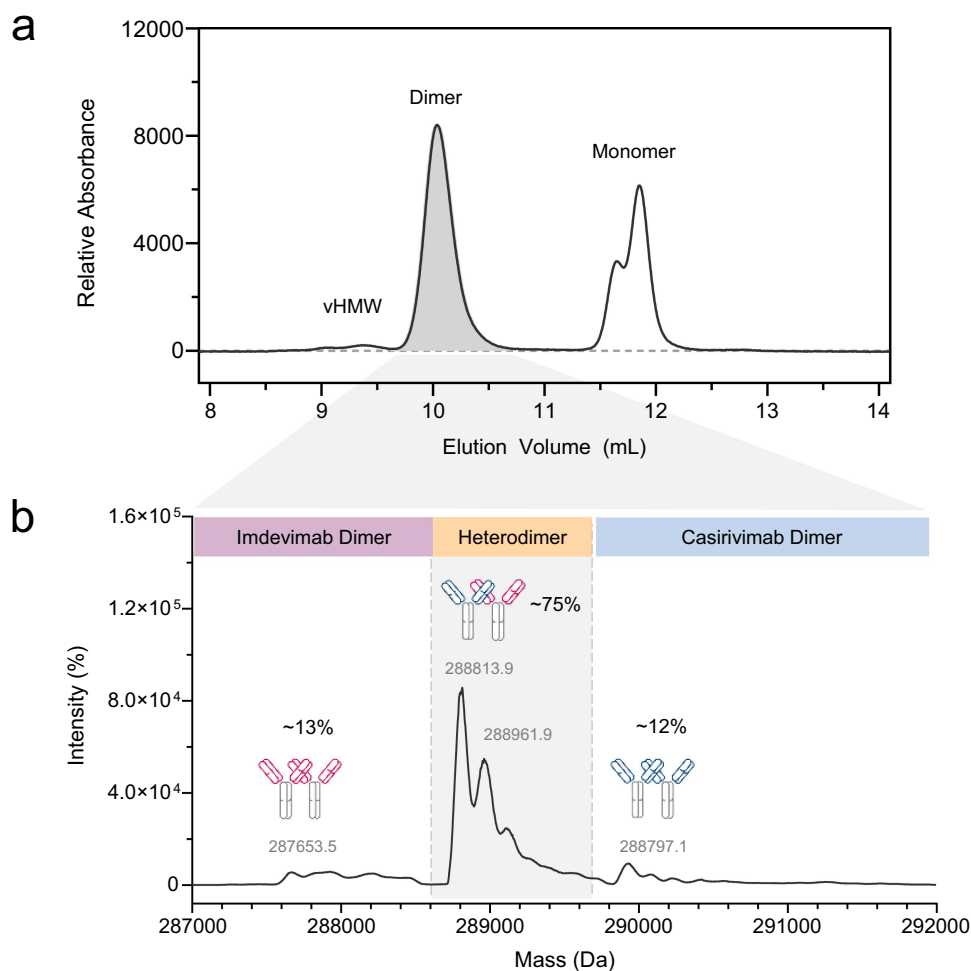 a
12000
8000
4000
0
Relative Absorbance
Dimer
Monomer
vHMW
8 9 10 11 12 13 14
Elution Volume (mL)
b
1.6×10⁵
1.2×10⁵
8.0×10⁴
4.0×10⁴
0
Intensity (%)
Imdevimab Dimer Heterodimer Casirivimab Dimer
~75%
288813.9
288961.9
~13%
287653.5
~12%
288797.1
287000 288000 289000 290000 291000 292000
Mass (Da)